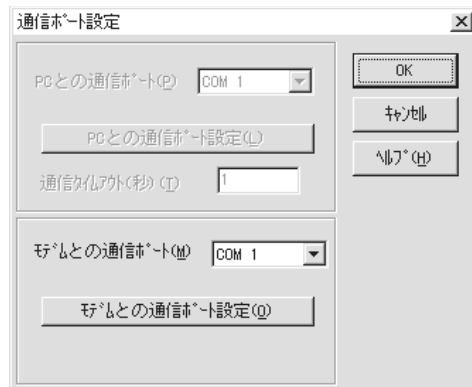 通信ポート設定
PCとの通信ﾎﾟｰﾄ(P) COM 1
PCとの通信ﾎﾟｰﾄ設定(L)
通信ﾀｲﾑｱｳﾄ(秒) (T) 1
ﾓﾃﾞﾑとの通信ﾎﾟｰﾄ(M) COM 1
ﾓﾃﾞﾑとの通信ﾎﾟｰﾄ設定(O)
OK
ｷｬﾝｾﾙ
ﾍﾙﾌﾟ(H)